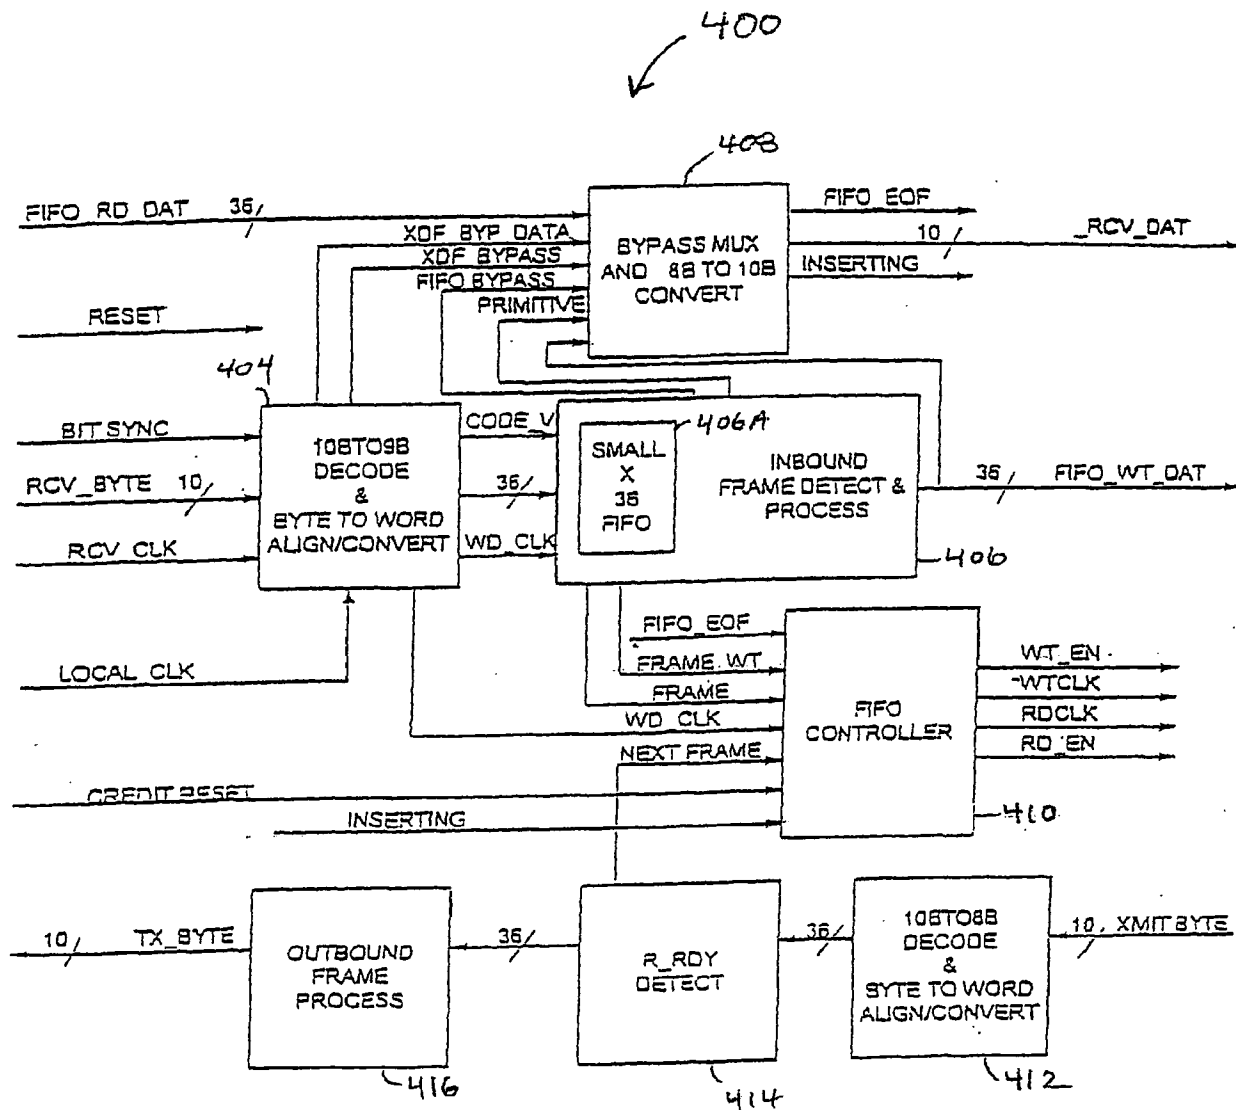 400
408
FIFO_RD_DAT 36
FIFO_EOF
XDF_BYP_DATA
10 _RCV_DAT
XDF_BYPASS
BYPASS MUX
AND 8B TO 10B
CONVERT
INSERTING
FIFO BYPASS
PRIMITIVE
RESET
404
BIT SYNC
CODE_V
406A
10BTO9B
DECODE
&
BYTE TO WORD
ALIGN/CONVERT
SMALL
X
36
FIFO
INBOUND
FRAME DETECT &
PROCESS
RCV_BYTE 10
36
36 FIFO_WT_DAT
RCV_CLK
WD_CLK
406
FIFO_EOF
LOCAL_CLK
FRAME_WT
WT_EN
FRAME
WTCLK
WD_CLK
FIFO
CONTROLLER
RDCLK
NEXT FRAME
RD_EN
CREDIT RESET
INSERTING
410
10 TX_BYTE
OUTBOUND
FRAME
PROCESS
36
R_RDY
DETECT
36
10BTO8B
DECODE
&
BYTE TO WORD
ALIGN/CONVERT
10 XMIT BYTE
416
414
412